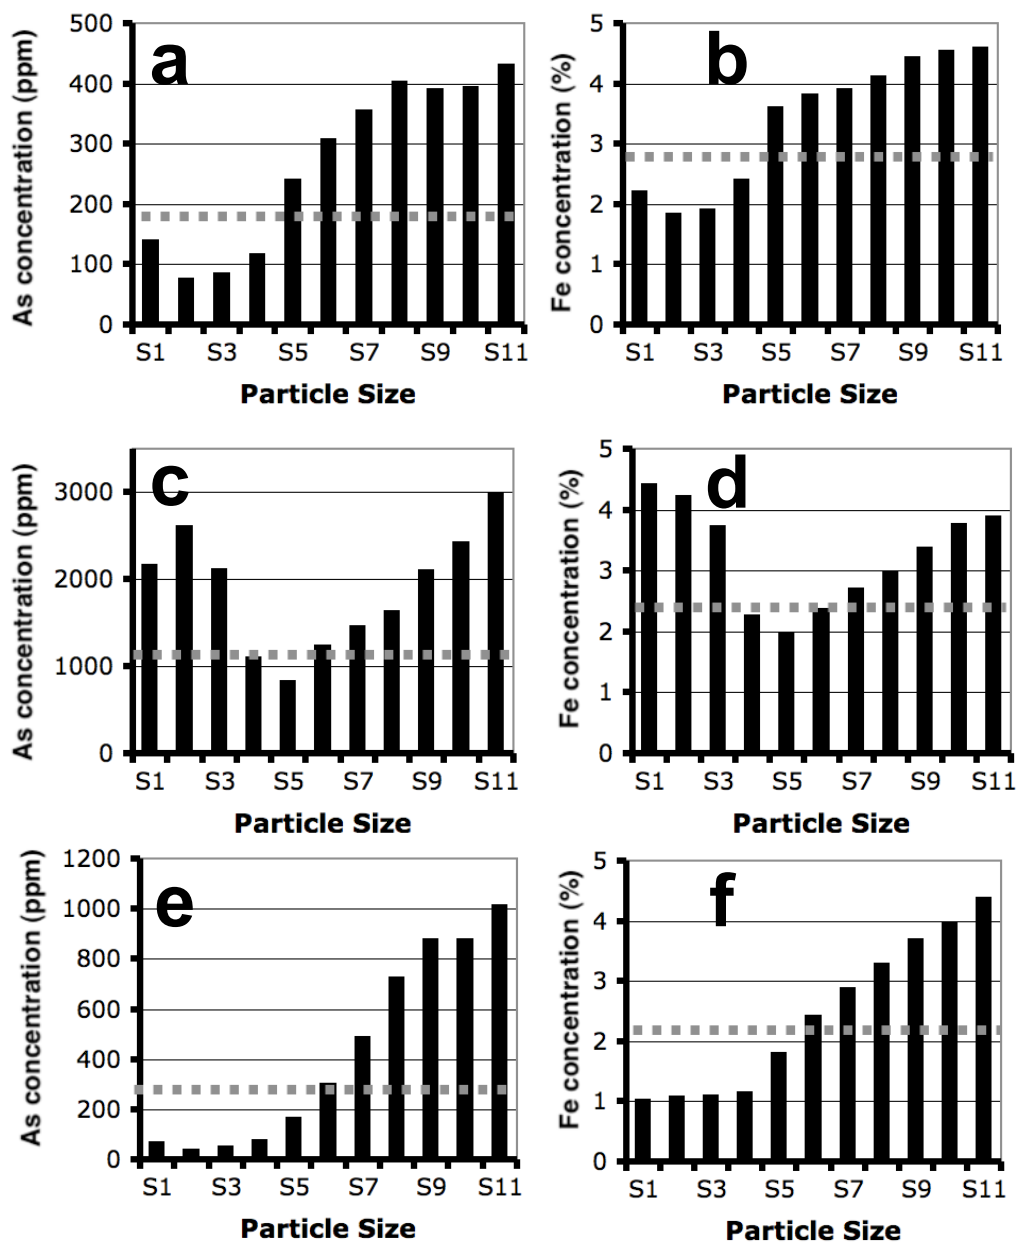 As concentration (ppm)
500
400
300
200
100
0
a
S1 S3 S5 S7 S9 S11
Particle Size
Fe concentration (%)
5
4
3
2
1
0
b
S1 S3 S5 S7 S9 S11
Particle Size
As concentration (ppm)
3000
2000
1000
0
c
S1 S3 S5 S7 S9 S11
Particle Size
Fe concentration (%)
5
4
3
2
1
0
d
S1 S3 S5 S7 S9 S11
Particle Size
As concentration (ppm)
1200
1000
800
600
400
200
0
e
S1 S3 S5 S7 S9 S11
Particle Size
Fe concentration (%)
5
4
3
2
1
0
f
S1 S3 S5 S7 S9 S11
Particle Size